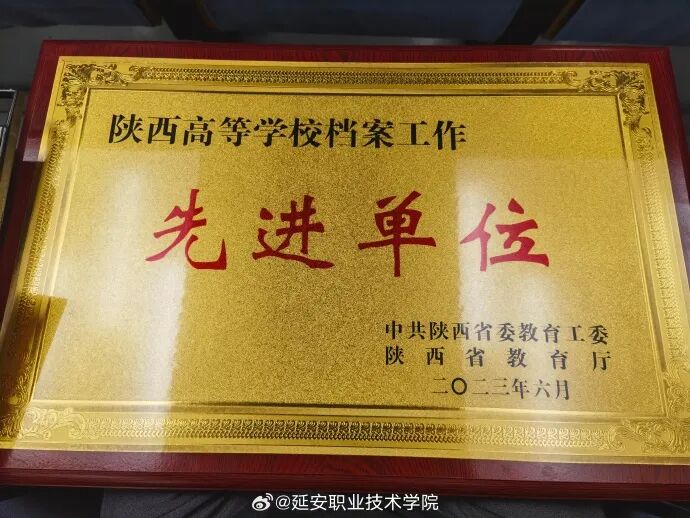 陕西高等学校档案工作
先进单位
中共陕西省委教育工委
陕西省教育厅
二〇二三年六月
@延安职业技术学院